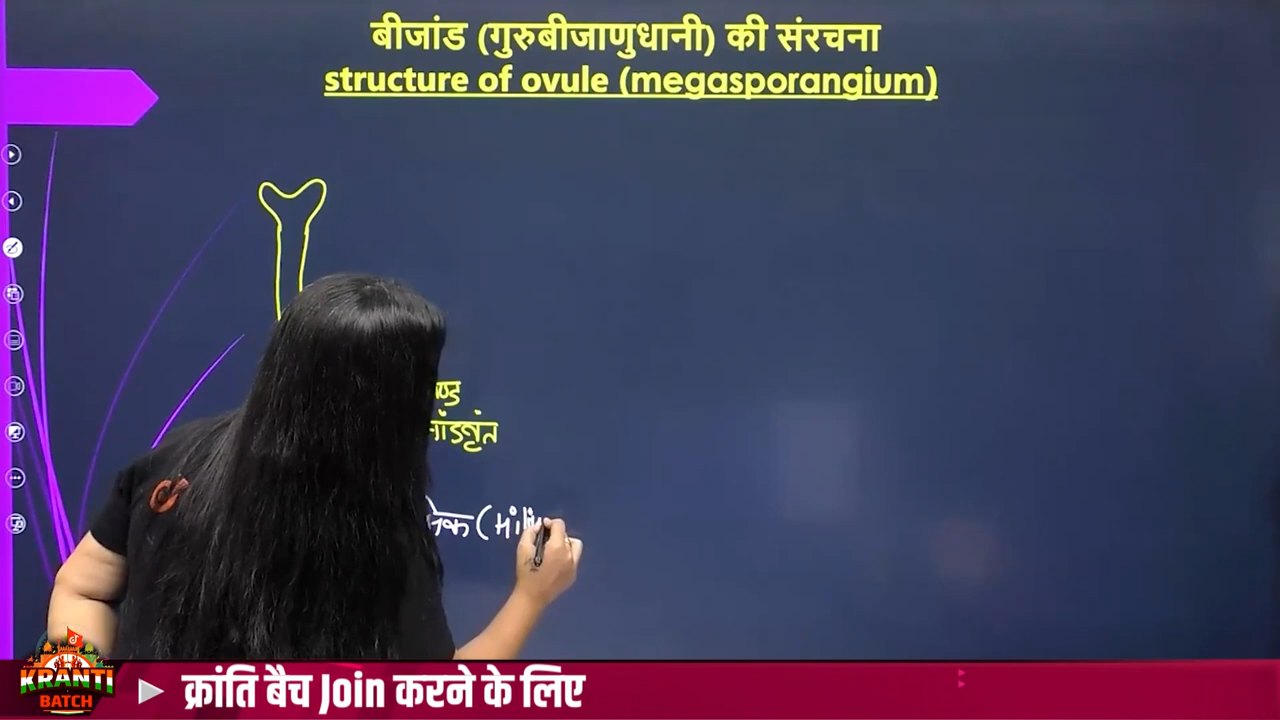 बीजांड (गुरुबीजाणुधानी) की संरचना
structure of ovule (megasporangium)
KRANTI
BATCH
क्रांति बैच Join करने के लिए